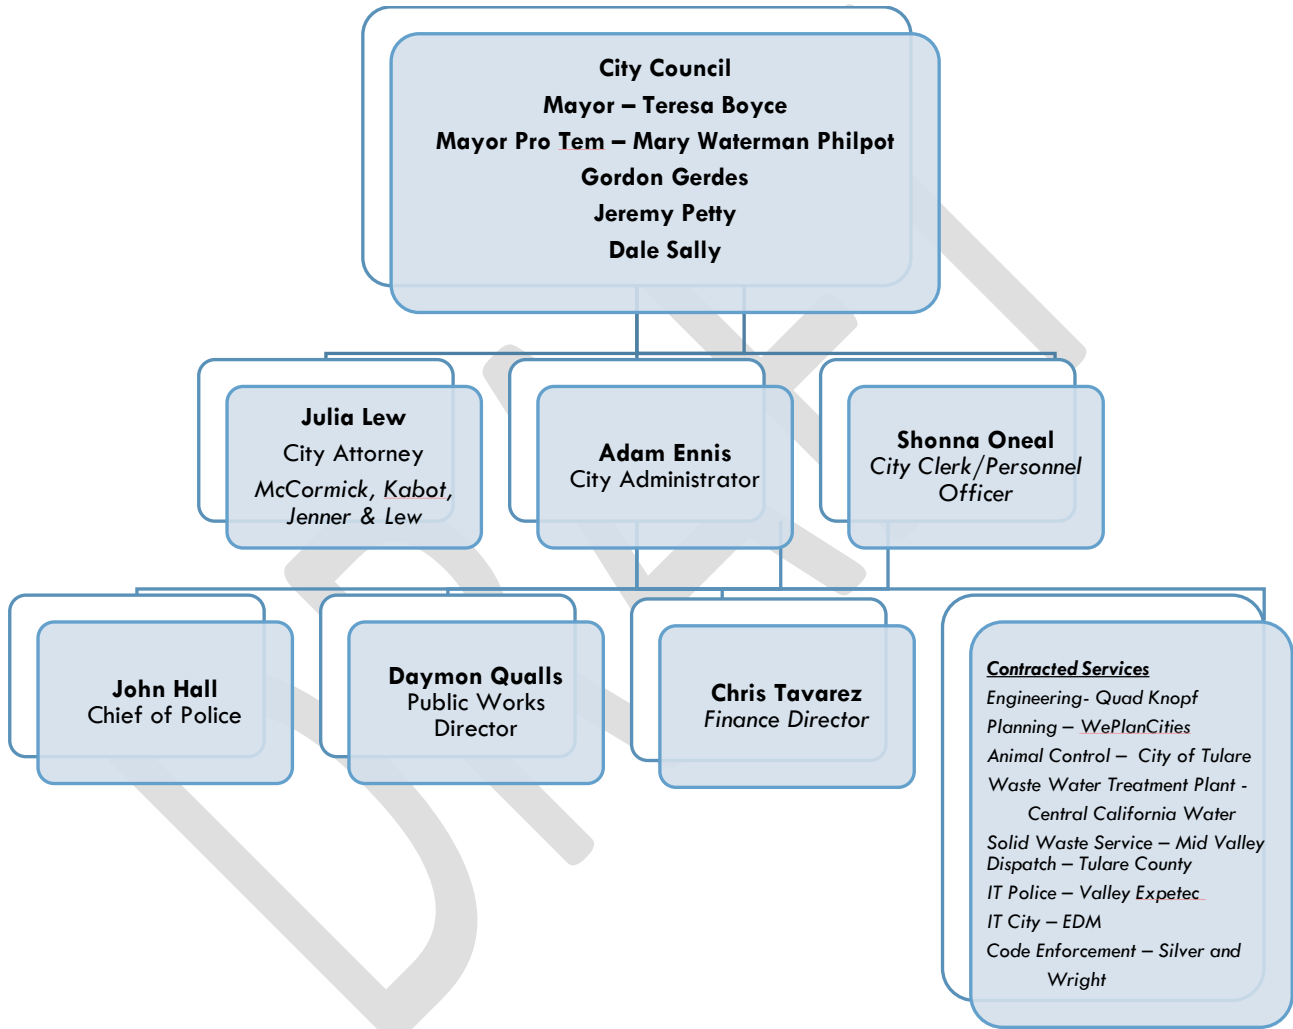 City Council
Mayor – Teresa Boyce
Mayor Pro Tem – Mary Waterman Philpot
Gordon Gerdes
Jeremy Petty
Dale Sally
Julia Lew
City Attorney
McCormick, Kabot,
Jenner & Lew
Adam Ennis
City Administrator
Shonna Oneal
City Clerk/Personnel
Officer
John Hall
Chief of Police
Daymon Qualls
Public Works
Director
Chris Tavarez
Finance Director
Contracted Services
Engineering- Quad Knopf
Planning – WePlanCities
Animal Control – City of Tulare
Waste Water Treatment Plant -
Central California Water
Solid Waste Service – Mid Valley
Dispatch – Tulare County
IT Police – Valley Expetec
IT City – EDM
Code Enforcement – Silver and
Wright
DRAFT